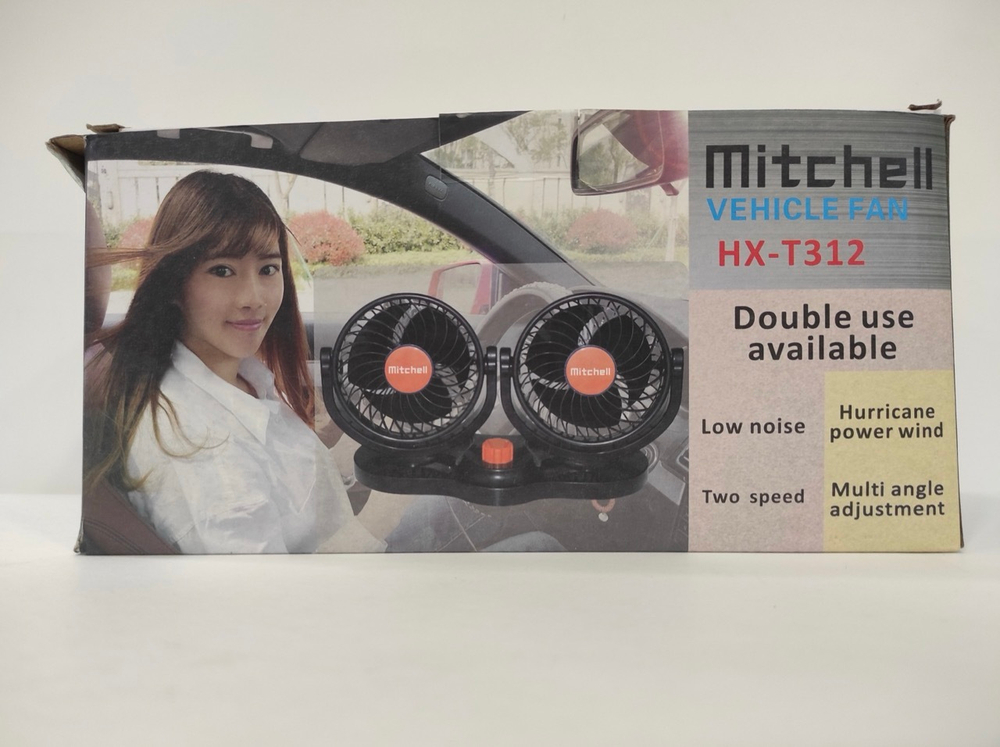 Mitchell
VEHICLE FAN
HX-T312
Double use
available
Low noise
Hurricane
power wind
Two speed
Multi angle
adjustment
Mitchell
Mitchell